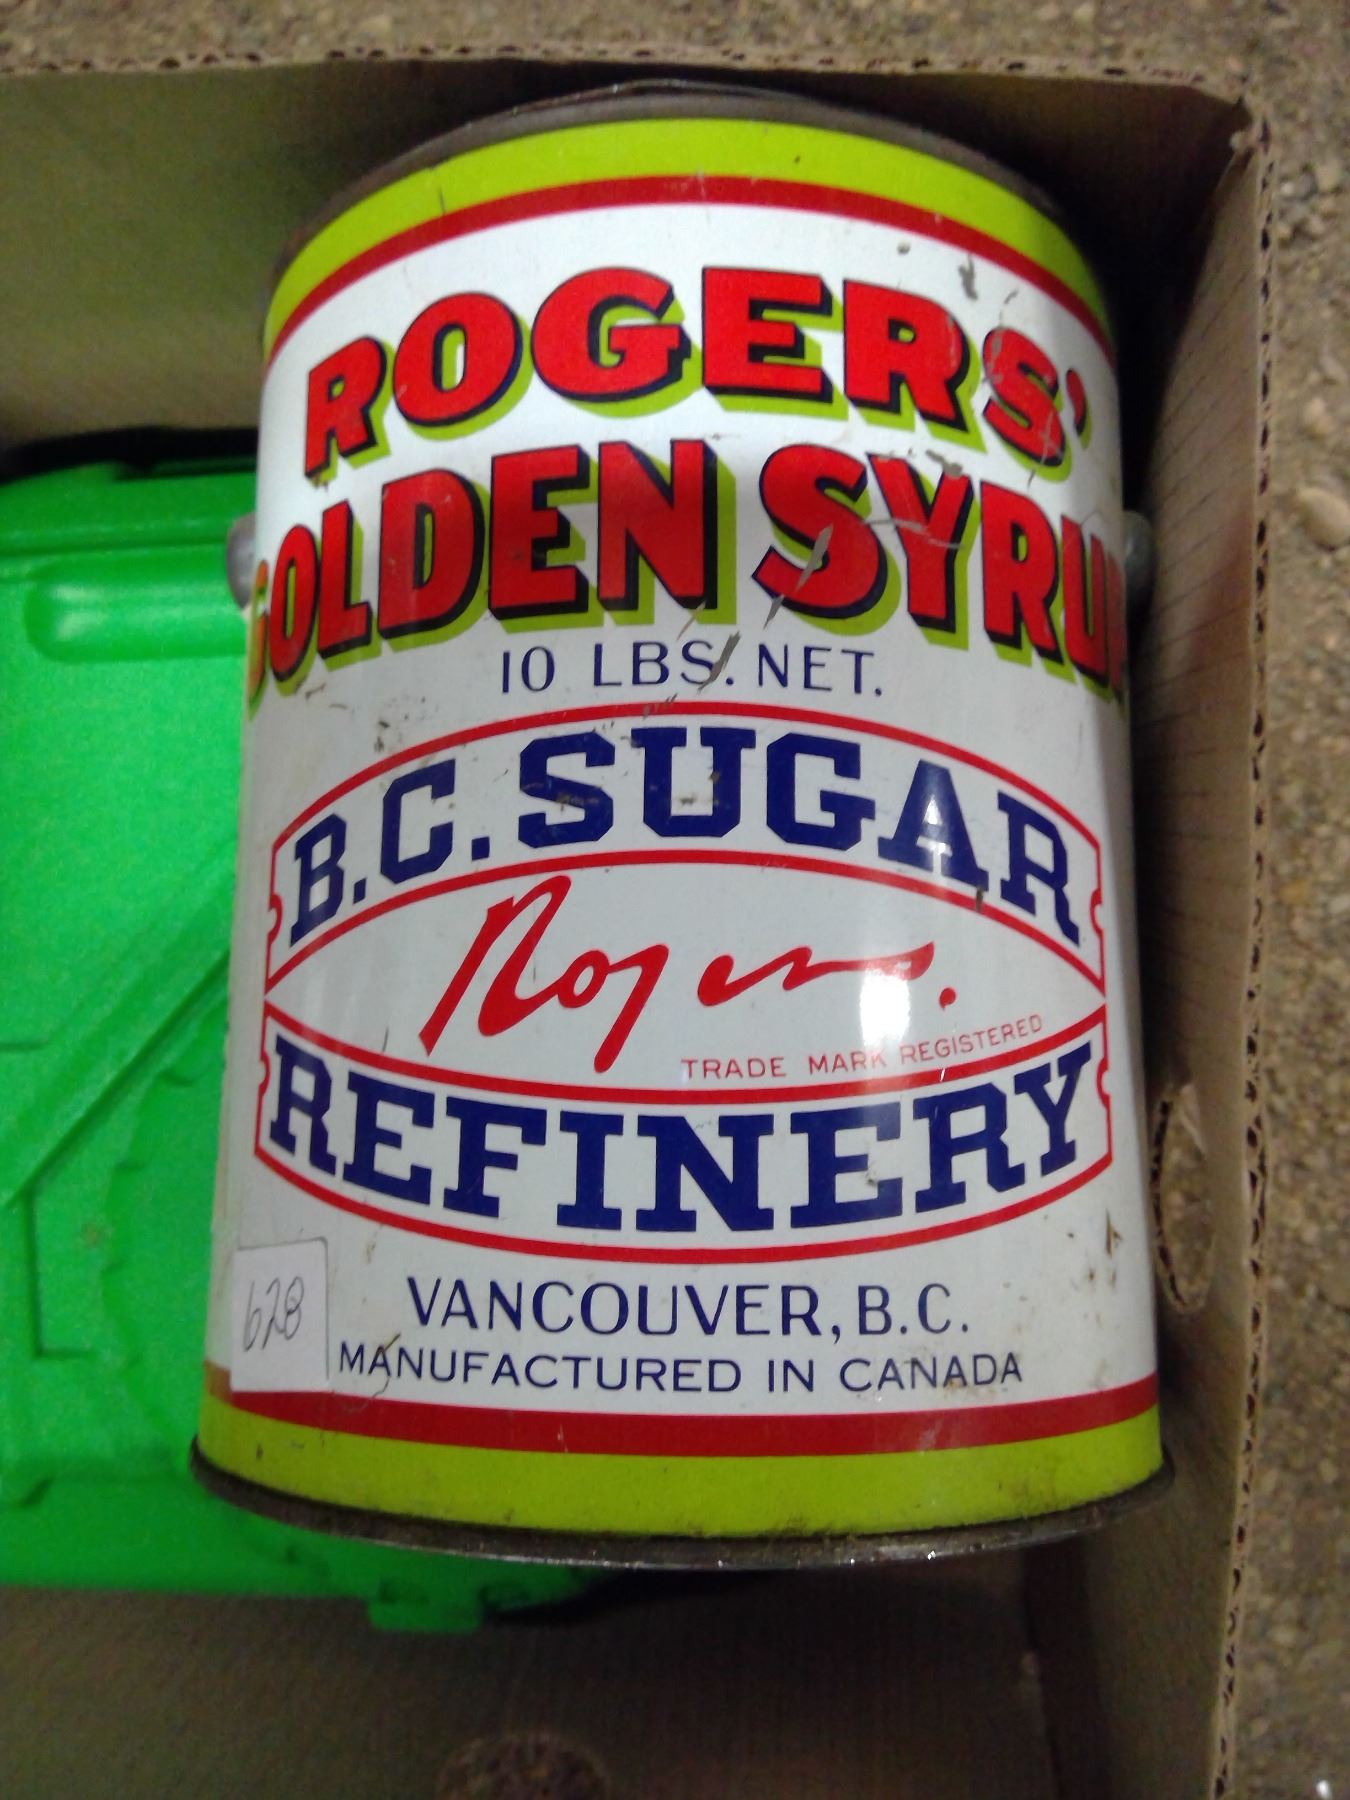 ROGERS'
GOLDEN SYRUP
10 LBS. NET.
B.C. SUGAR
Rogers.
TRADE MARK REGISTERED
REFINERY
628
VANCOUVER, B.C.
MANUFACTURED IN CANADA